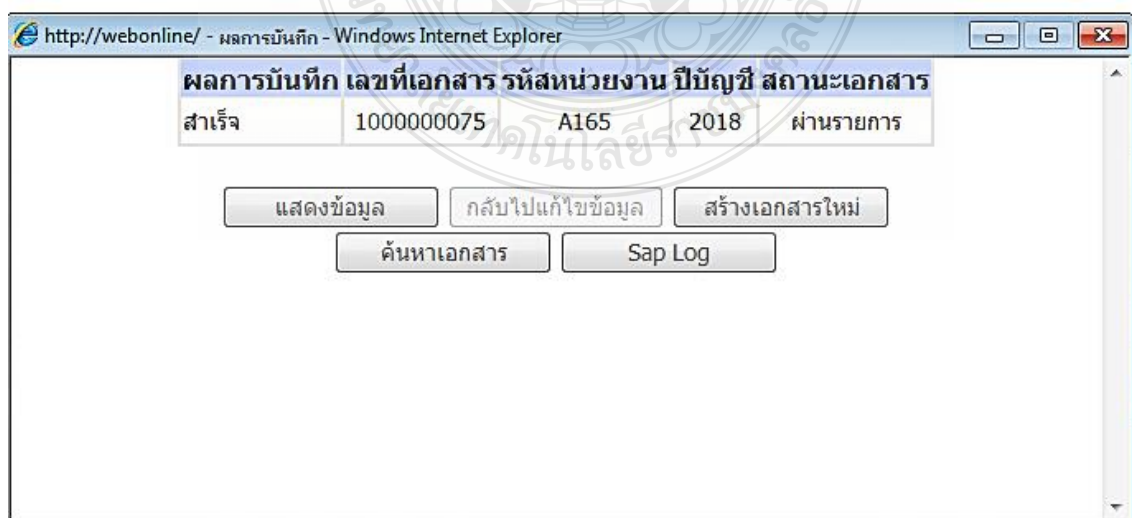 http://webonline/ - ผลการบันทึก - Windows Internet Explorer
ผลการบันทึก เลขที่เอกสาร รหัสหน่วยงาน ปีบัญชี สถานะเอกสาร
สำเร็จ 1000000075 A165 2018 ผ่านรายการ
แสดงข้อมูล กลับไปแก้ไขข้อมูล สร้างเอกสารใหม่
ค้นหาเอกสาร Sap Log